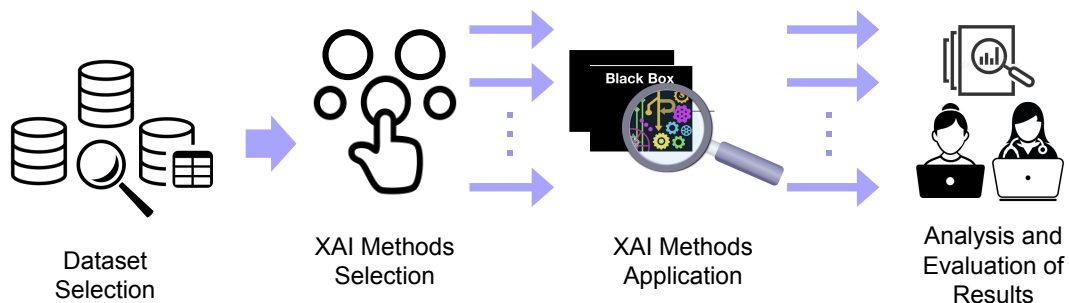 Black Box
Dataset
Selection
XAI Methods
Selection
XAI Methods
Application
Analysis and
Evaluation of
Results